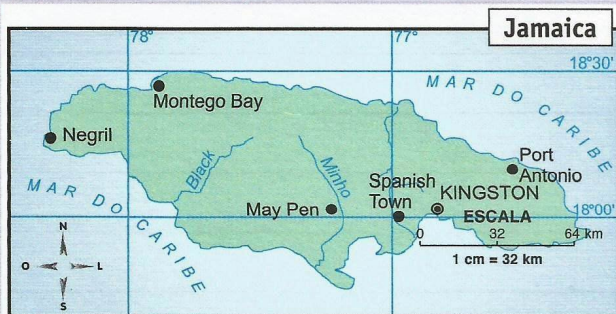 Jamaica
78°
77°
18°30'
MAR DO CARIBE
Montego Bay
Negril
Port
Antonio
Black
Minho
Spanish
Town
KINGSTON
MAR DO CARIBE
May Pen
ESCALA
18°00'
0 32 64 km
1 cm = 32 km
N
O L
S